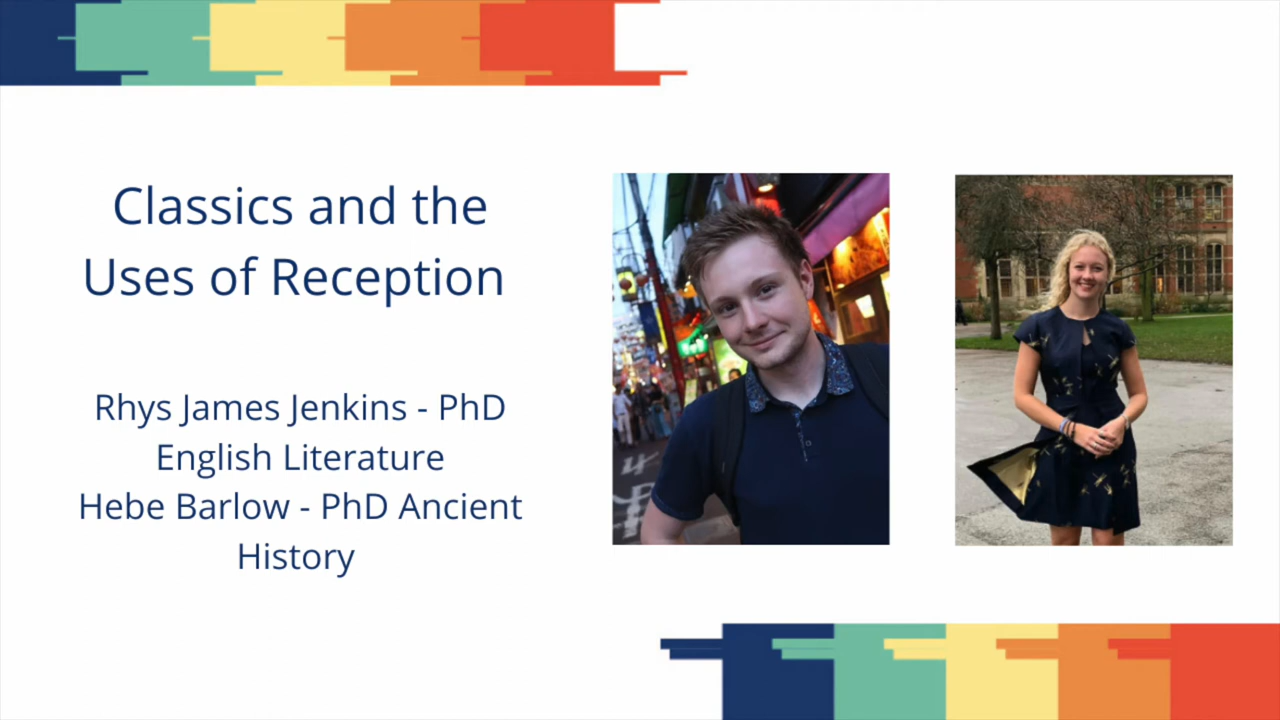 Classics and the
Uses of Reception
Rhys James Jenkins - PhD
English Literature
Hebe Barlow - PhD Ancient
History